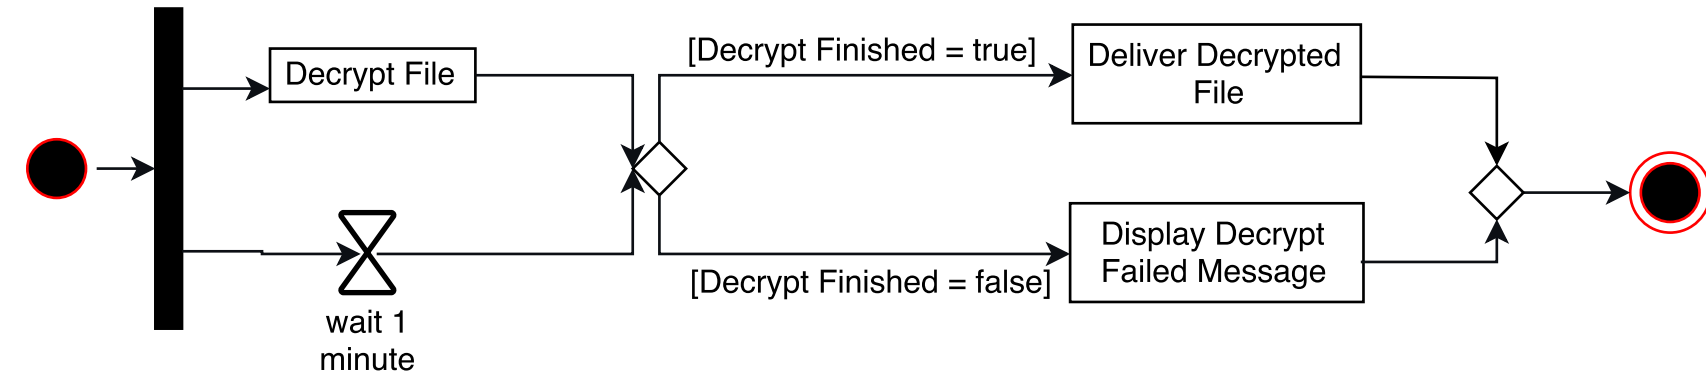 Decrypt File
[Decrypt Finished = true]
Deliver Decrypted
File
wait 1
minute
[Decrypt Finished = false]
Display Decrypt
Failed Message